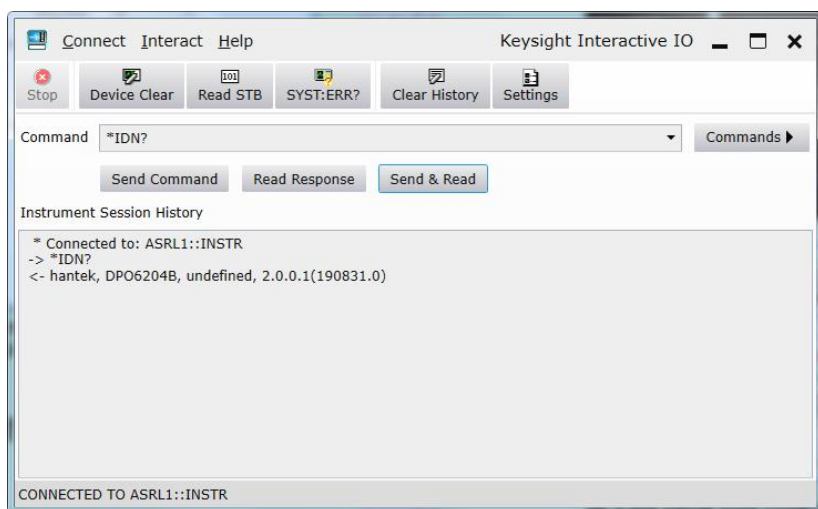 Connect Interact Help Keysight Interactive IO
Stop Device Clear 101 Read STB SYST:ERR? Clear History Settings
Command *IDN? Commands
Send Command Read Response Send & Read
Instrument Session History
* Connected to: ASRL1::INSTR
-> *IDN?
<- hantek, DPO6204B, undefined, 2.0.0.1(190831.0)
CONNECTED TO ASRL1::INSTR